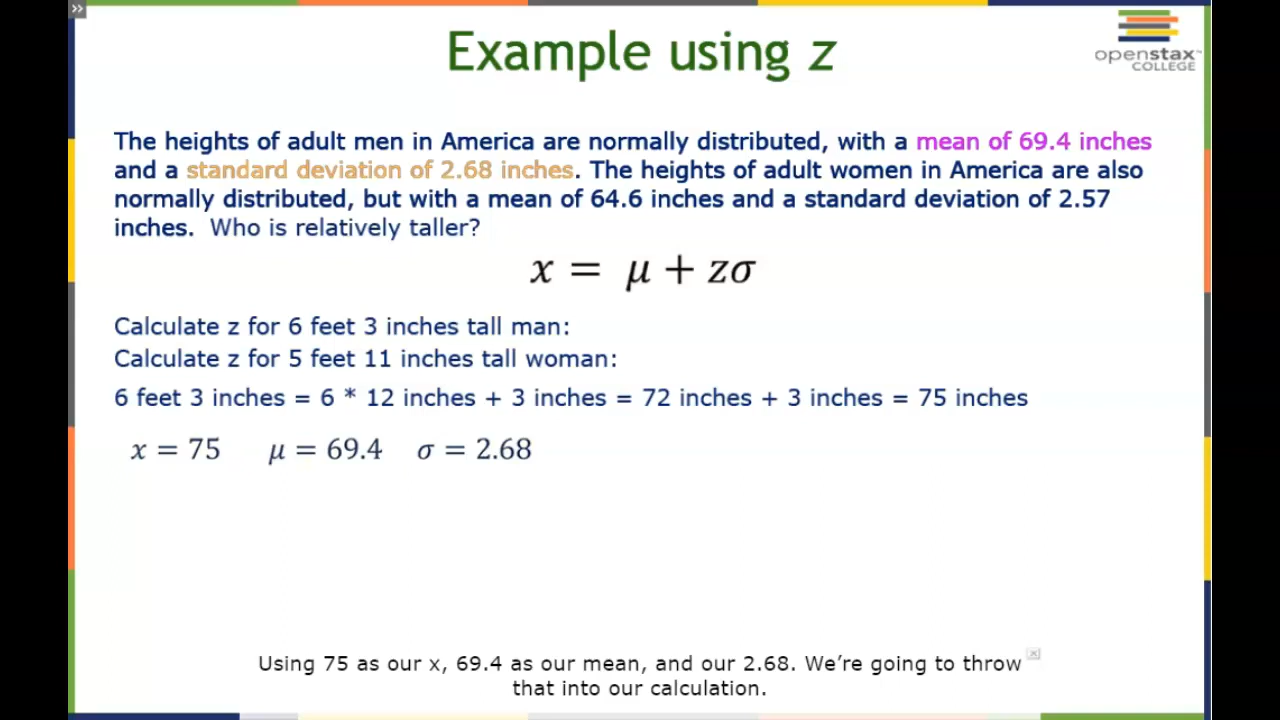 >>
Example using z
openstax™
COLLEGE
The heights of adult men in America are normally distributed, with a mean of 69.4 inches
and a standard deviation of 2.68 inches. The heights of adult women in America are also
normally distributed, but with a mean of 64.6 inches and a standard deviation of 2.57
inches. Who is relatively taller?
x = μ + zσ
Calculate z for 6 feet 3 inches tall man:
Calculate z for 5 feet 11 inches tall woman:
6 feet 3 inches = 6 * 12 inches + 3 inches = 72 inches + 3 inches = 75 inches
x = 75 μ = 69.4 σ = 2.68
Using 75 as our x, 69.4 as our mean, and our 2.68. We’re going to throw
that into our calculation.